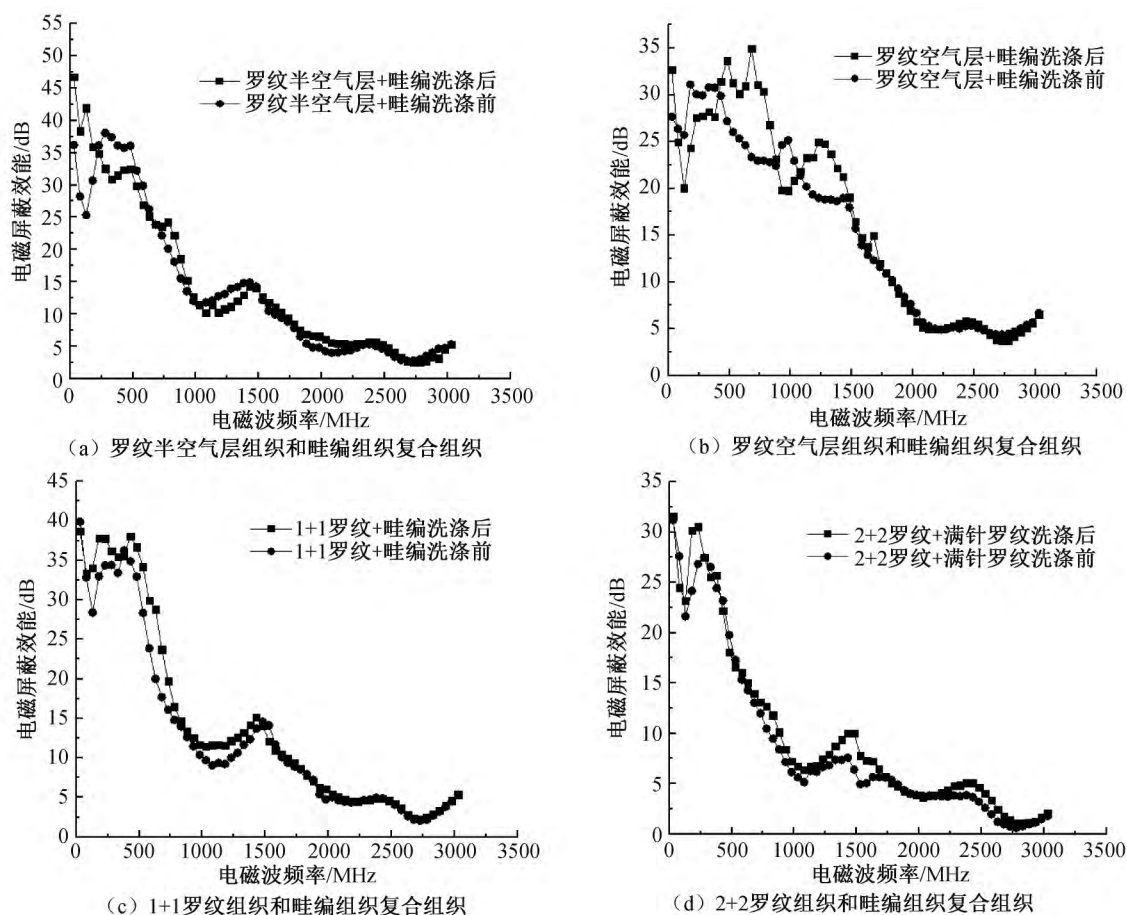 55
50
45
40
35
30
25
20
15
10
5
0
电磁屏蔽效能/dB
罗纹半空气层+畦编洗涤后
罗纹半空气层+畦编洗涤前
0 500 1000 1500 2000 2500 3000 3500
电磁波频率/MHz
（a）罗纹半空气层组织和畦编组织复合组织
35
30
25
20
15
10
5
0
电磁屏蔽效能/dB
罗纹空气层+畦编洗涤后
罗纹空气层+畦编洗涤前
0 500 1000 1500 2000 2500 3000 3500
电磁波频率/MHz
（b）罗纹空气层组织和畦编组织复合组织
45
40
35
30
25
20
15
10
5
0
电磁屏蔽效能/dB
1+1罗纹+畦编洗涤后
1+1罗纹+畦编洗涤前
0 500 1000 1500 2000 2500 3000 3500
电磁波频率/MHz
（c）1+1罗纹组织和畦编组织复合组织
35
30
25
20
15
10
5
0
电磁屏蔽效能/dB
2+2罗纹+满针罗纹洗涤后
2+2罗纹+满针罗纹洗涤前
0 500 1000 1500 2000 2500 3000 3500
电磁波频率/MHz
（d）2+2罗纹组织和畦编组织复合组织